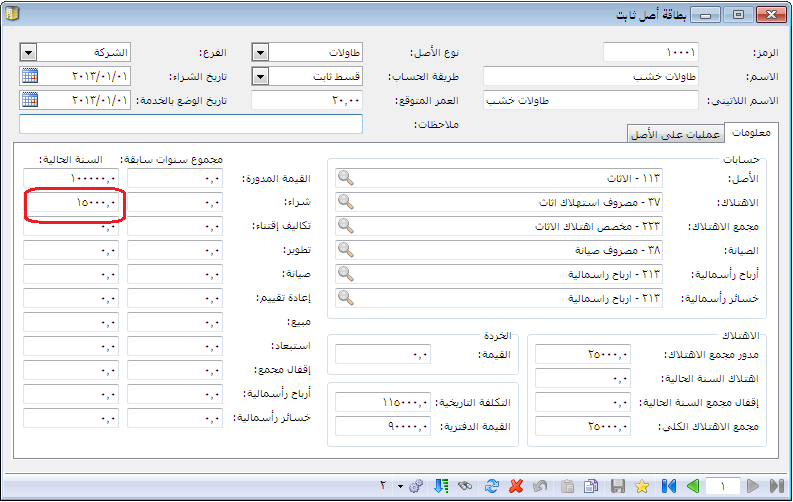 بطاقة أصل ثابت
الرمز: ١٠٠٠١ نوع الأصل: طاولات الفرع: الشركة
الاسم: طاولات خشب طريقة الحساب: قسط ثابت تاريخ الشراء: ٢٠١٣/٠١/٠١
الاسم اللاتيني: طاولات خشب العمر المتوقع: ٢٠,٠٠ تاريخ الوضع بالخدمة: ٢٠١٣/٠١/٠١
ملاحظات:
معلومات عمليات على الأصل
حسابات
الأصل: ١١٣ - الاثاث
الاهتلاك: ٣٧ - مصروف استهلاك اثاث
مجمع الاهتلاك: ٢٢٣ - مخصص اهتلاك الاثاث
الصيانة: ٣٨ - مصروف صيانة
أرباح رأسمالية: ٢١٣ - ارباح راسمالية
خسائر رأسمالية: ٢١٣ - ارباح راسمالية
الاهتلاك
مدور مجمع الاهتلاك: ٢٥٠٠٠,٠
اهتلاك السنة الحالية: ٠,٠
إقفال مجمع السنة الحالية: ٠,٠
مجمع الاهتلاك الكلي: ٢٥٠٠٠,٠
الخردة
القيمة: ٠,٠
التكلفة التاريخية: ١١٥٠٠٠,٠
القيمة الدفترية: ٩٠٠٠٠,٠
مجموع سنوات سابقة: السنة الحالية:
القيمة المدورة: ٠,٠ ١٠٠٠٠٠,٠
شراء: ٠,٠ ١٥٠٠٠,٠
تكاليف إقتناء: ٠,٠ ٠,٠
تطوير: ٠,٠ ٠,٠
صيانة: ٠,٠ ٠,٠
إعادة تقييم: ٠,٠ ٠,٠
مبيع: ٠,٠ ٠,٠
استبعاد: ٠,٠ ٠,٠
إقفال مجمع: ٠,٠ ٠,٠
أرباح رأسمالية: ٠,٠ ٠,٠
خسائر رأسمالية: ٠,٠ ٠,٠
١ ٢